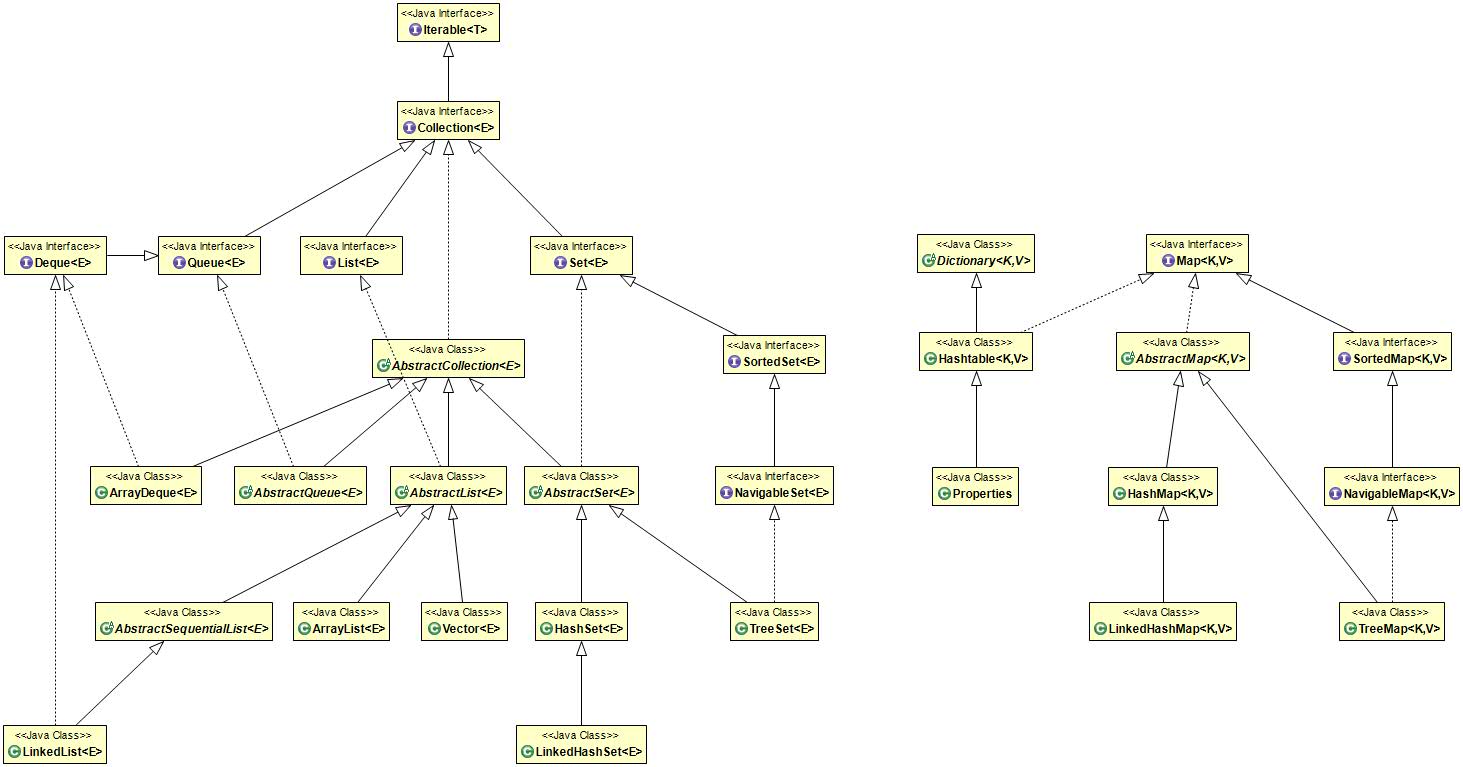 <<Java Interface>>
Iterable<T>
<<Java Interface>>
Collection<E>
<<Java Interface>>
Deque<E>
<<Java Interface>>
Queue<E>
<<Java Interface>>
List<E>
<<Java Interface>>
Set<E>
<<Java Class>>
Dictionary<K,V>
<<Java Interface>>
Map<K,V>
<<Java Class>>
AbstractCollection<E>
<<Java Interface>>
SortedSet<E>
<<Java Class>>
Hashtable<K,V>
<<Java Class>>
AbstractMap<K,V>
<<Java Interface>>
SortedMap<K,V>
<<Java Class>>
ArrayDeque<E>
<<Java Class>>
AbstractQueue<E>
<<Java Class>>
AbstractList<E>
<<Java Class>>
AbstractSet<E>
<<Java Interface>>
NavigableSet<E>
<<Java Class>>
Properties
<<Java Class>>
HashMap<K,V>
<<Java Interface>>
NavigableMap<K,V>
<<Java Class>>
AbstractSequentialList<E>
<<Java Class>>
ArrayList<E>
<<Java Class>>
Vector<E>
<<Java Class>>
HashSet<E>
<<Java Class>>
TreeSet<E>
<<Java Class>>
LinkedHashMap<K,V>
<<Java Class>>
TreeMap<K,V>
<<Java Class>>
LinkedList<E>
<<Java Class>>
LinkedHashSet<E>